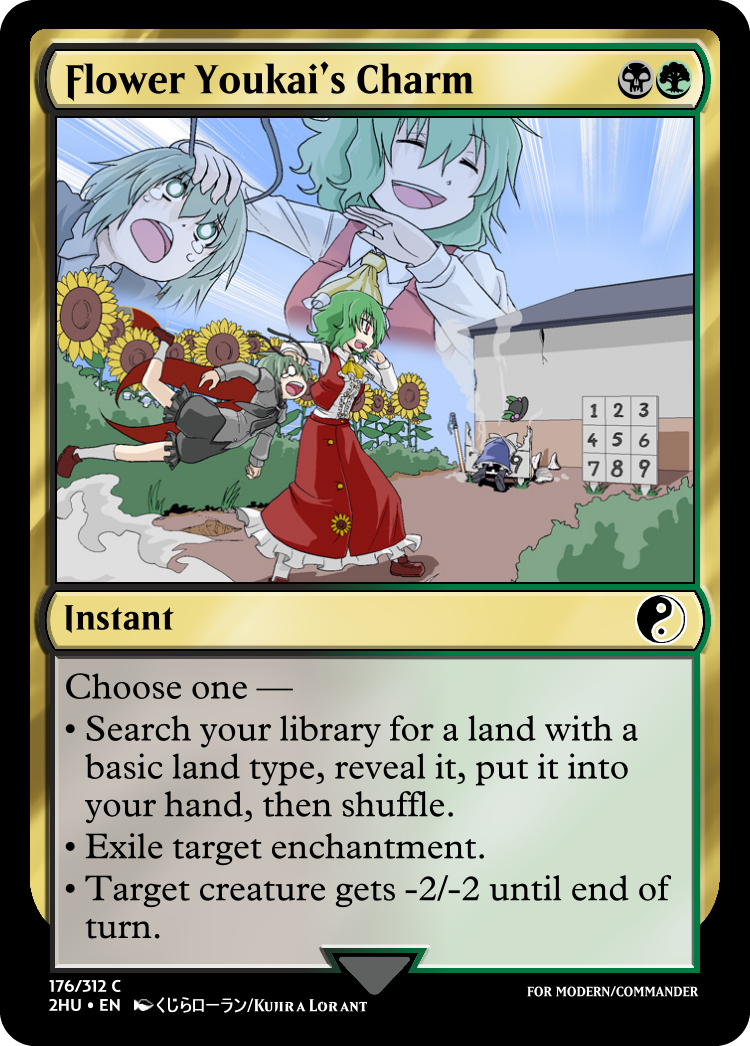 Flower Youkai's Charm
1 2 3
4 5 6
7 8 9
9
Instant
Choose one —
• Search your library for a land with a
basic land type, reveal it, put it into
your hand, then shuffle.
• Exile target enchantment.
• Target creature gets -2/-2 until end of
turn.
176/312 C
2HU • EN くじらローラン/Kujira Lorant
FOR MODERN/COMMANDER